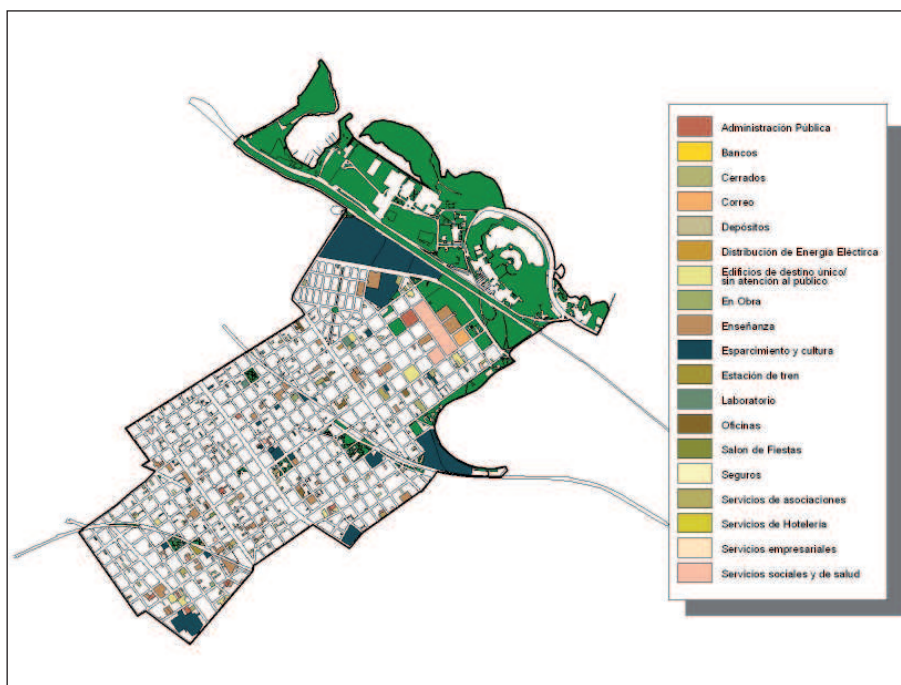 Administración Pública
Bancos
Cerrados
Correo
Depósitos
Distribución de Energía Eléctirca
Edificios de destino único/
sin atención al público
En Obra
Enseñanza
Esparcimiento y cultura
Estación de tren
Laboratorio
Oficinas
Salon de Fiestas
Seguros
Servicios de asociaciones
Servicios de Hotelería
Servicios empresariales
Servicios sociales y de salud